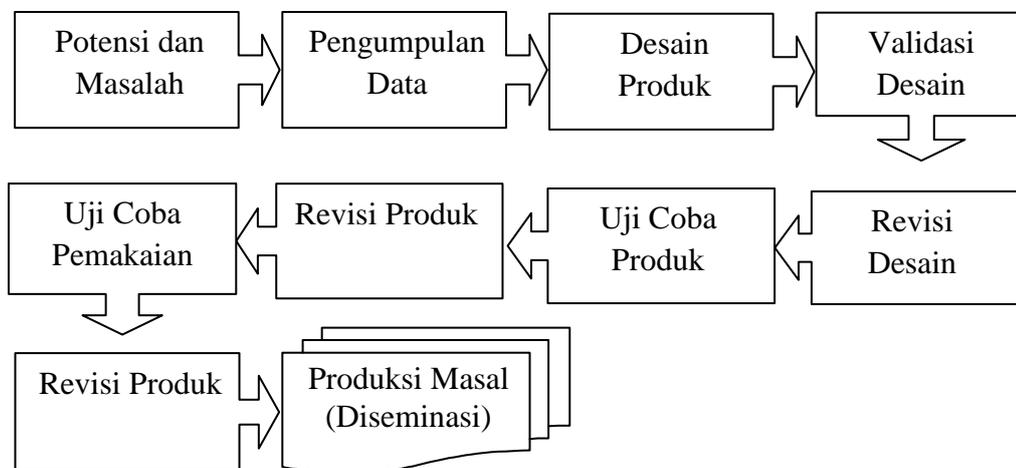 Potensi dan
Masalah
Pengumpulan
Data
Desain
Produk
Validasi
Desain
Revisi
Desain
Uji Coba
Produk
Revisi Produk
Uji Coba
Pemakaian
Revisi Produk
Produksi Masal
(Diseminasi)